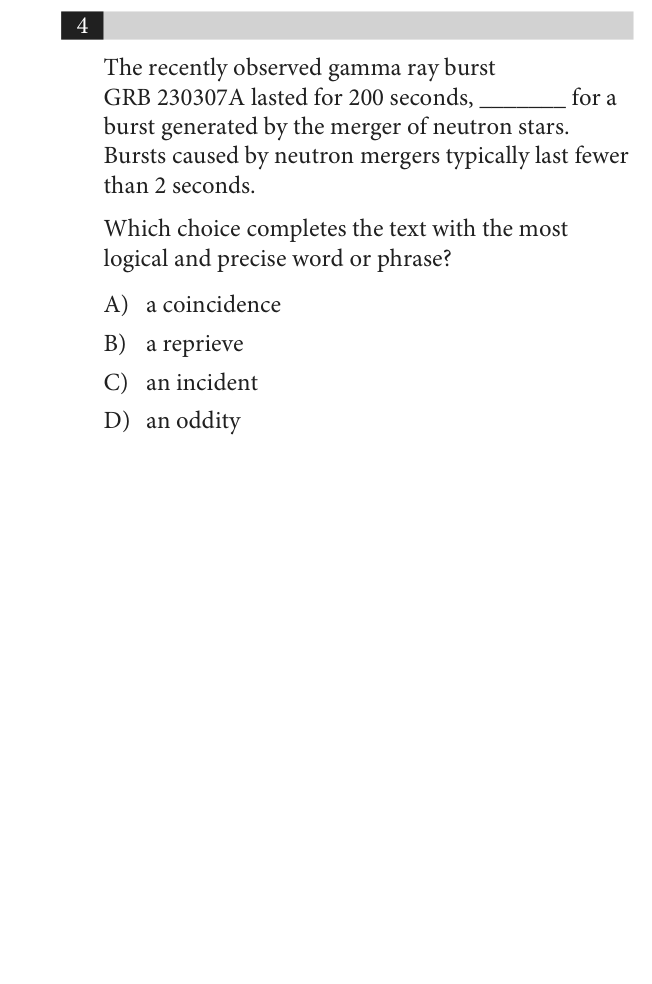 4
The recently observed gamma ray burst
GRB 230307A lasted for 200 seconds, _______ for a
burst generated by the merger of neutron stars.
Bursts caused by neutron mergers typically last fewer
than 2 seconds.
Which choice completes the text with the most
logical and precise word or phrase?
A) a coincidence
B) a reprieve
C) an incident
D) an oddity